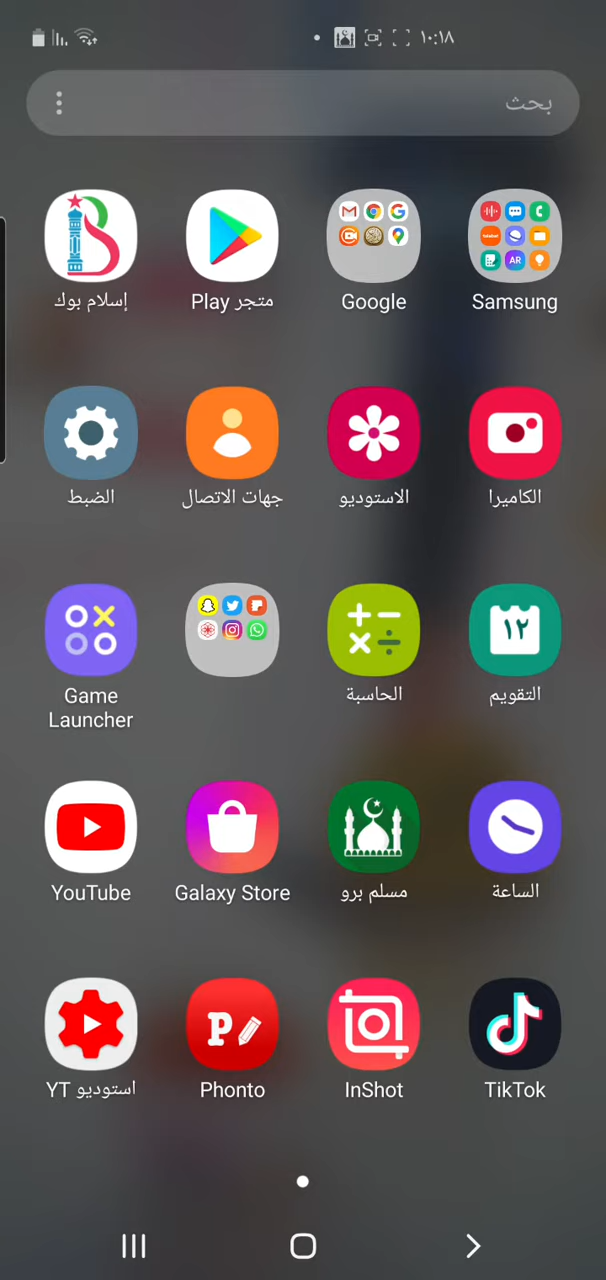 ١٠:١٨
بحث
Samsung
Google
متجر Play
إسلام بوك
الكاميرا
الاستوديو
جهات الاتصال
الضبط
١٢
التقويم
الحاسبة
Game
Launcher
الساعة
مسلم برو
Galaxy Store
YouTube
TikTok
InShot
Phonto
استوديو YT